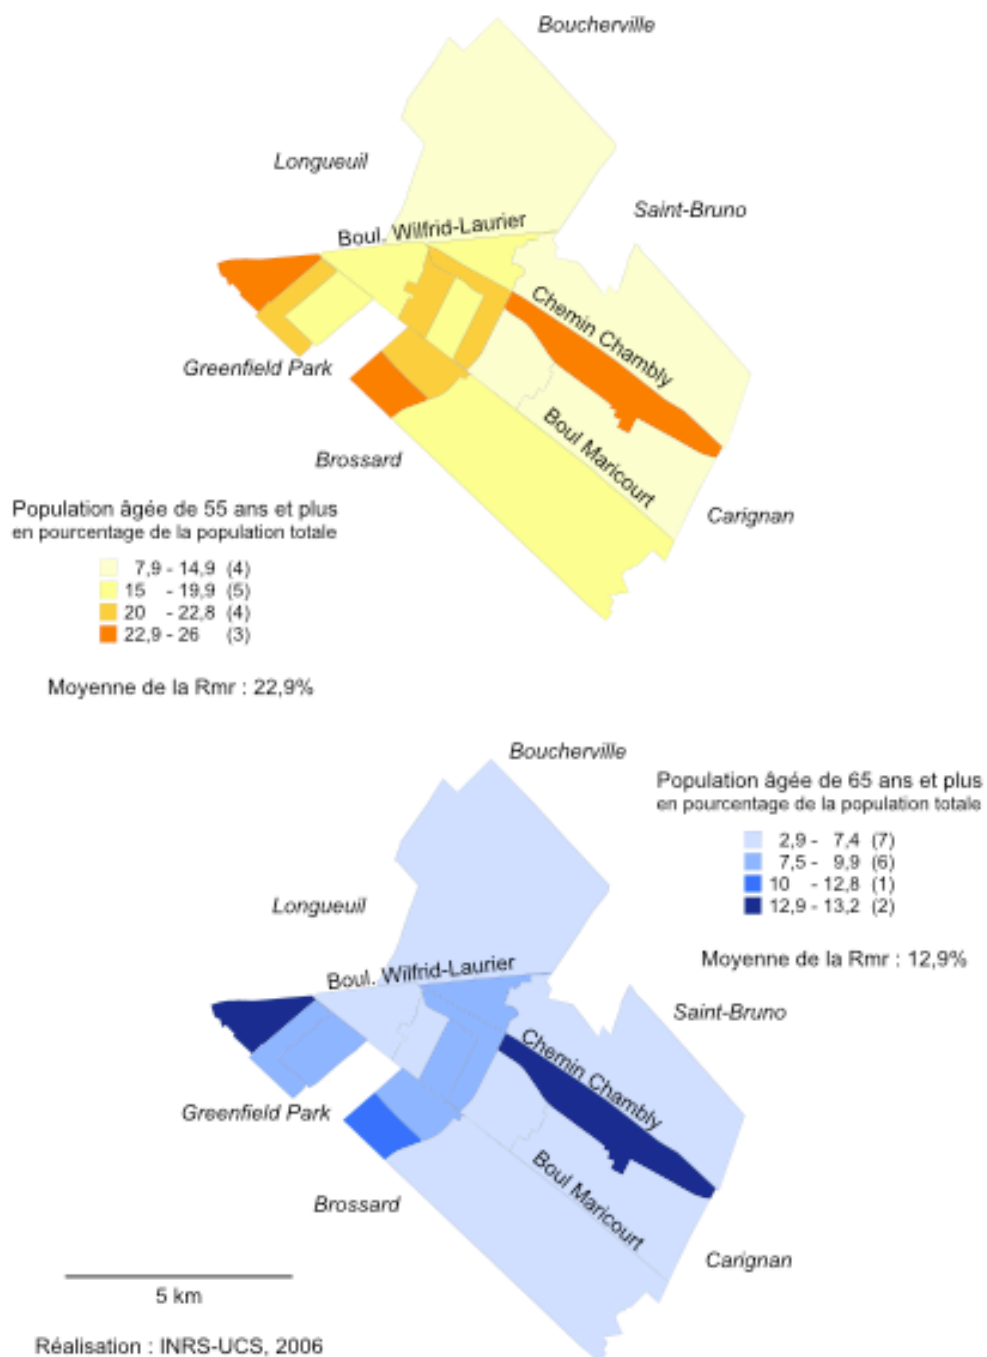 Boucherville
Longueuil
Saint-Bruno
Boul. Wilfrid-Laurier
Chemin Chambly
Greenfield Park
Boul Maricourt
Brossard
Carignan
Population âgée de 55 ans et plus
en pourcentage de la population totale
7,9 - 14,9 (4)
15 - 19,9 (5)
20 - 22,8 (4)
22,9 - 26 (3)
Moyenne de la Rmr : 22,9%
Boucherville
Population âgée de 65 ans et plus
en pourcentage de la population totale
2,9 - 7,4 (7)
7,5 - 9,9 (6)
10 - 12,8 (1)
12,9 - 13,2 (2)
Moyenne de la Rmr : 12,9%
Longueuil
Boul. Wilfrid-Laurier
Saint-Bruno
Chemin Chambly
Greenfield Park
Boul Maricourt
Brossard
Carignan
5 km
Réalisation : INRS-UCS, 2006